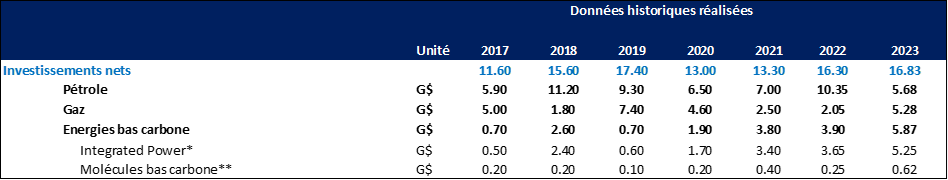 Données historiques réalisées
Unité 2017 2018 2019 2020 2021 2022 2023
Investissements nets 11.60 15.60 17.40 13.00 13.30 16.30 16.83
Pétrole G$ 5.90 11.20 9.30 6.50 7.00 10.35 5.68
Gaz G$ 5.00 1.80 7.40 4.60 2.50 2.05 5.28
Energies bas carbone G$ 0.70 2.60 0.70 1.90 3.80 3.90 5.87
Integrated Power* G$ 0.50 2.40 0.60 1.70 3.40 3.65 5.25
Molécules bas carbone** G$ 0.20 0.20 0.10 0.20 0.40 0.25 0.62